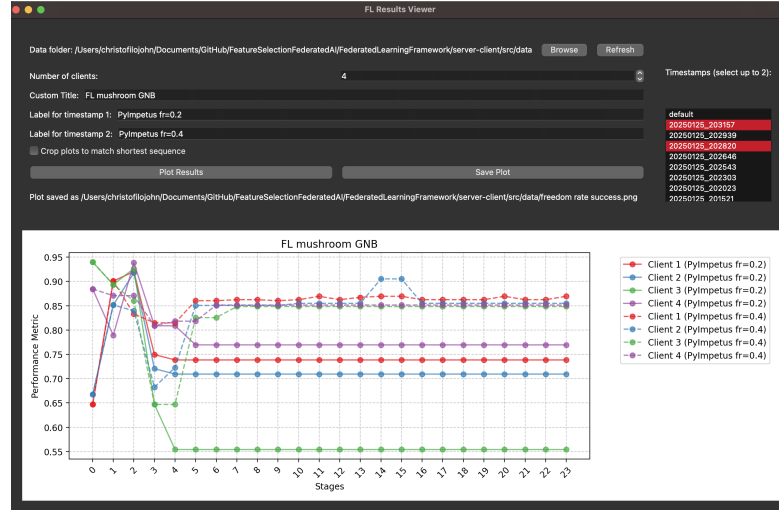 FL Results Viewer
Data folder: /Users/christofilojohn/Documents/GitHub/FeatureSelectionFederatedAI/FederatedLearningFramework/server-client/src/data
Browse
Refresh
Number of clients:
4
Timestamps (select up to 2):
Custom Title: FL mushroom GNB
Label for timestamp 1: PyImpetus fr=0.2
Label for timestamp 2: PyImpetus fr=0.4
Crop plots to match shortest sequence
Plot Results
Save Plot
default
20250125_203157
20250125_202939
20250125_202820
20250125_202646
20250125_202543
20250125_202303
20250125_202023
20250125_201521
Plot saved as /Users/christofilojohn/Documents/GitHub/FeatureSelectionFederatedAI/FederatedLearningFramework/server-client/src/data/freedom rate success.png
FL mushroom GNB
Performance Metric
0.95
0.90
0.85
0.80
0.75
0.70
0.65
0.60
0.55
0 1 2 3 4 5 6 7 8 9 10 11 12 13 14 15 16 17 18 19 20 21 22 23
Stages
Client 1 (PyImpetus fr=0.2)
Client 2 (PyImpetus fr=0.2)
Client 3 (PyImpetus fr=0.2)
Client 4 (PyImpetus fr=0.2)
Client 1 (PyImpetus fr=0.4)
Client 2 (PyImpetus fr=0.4)
Client 3 (PyImpetus fr=0.4)
Client 4 (PyImpetus fr=0.4)